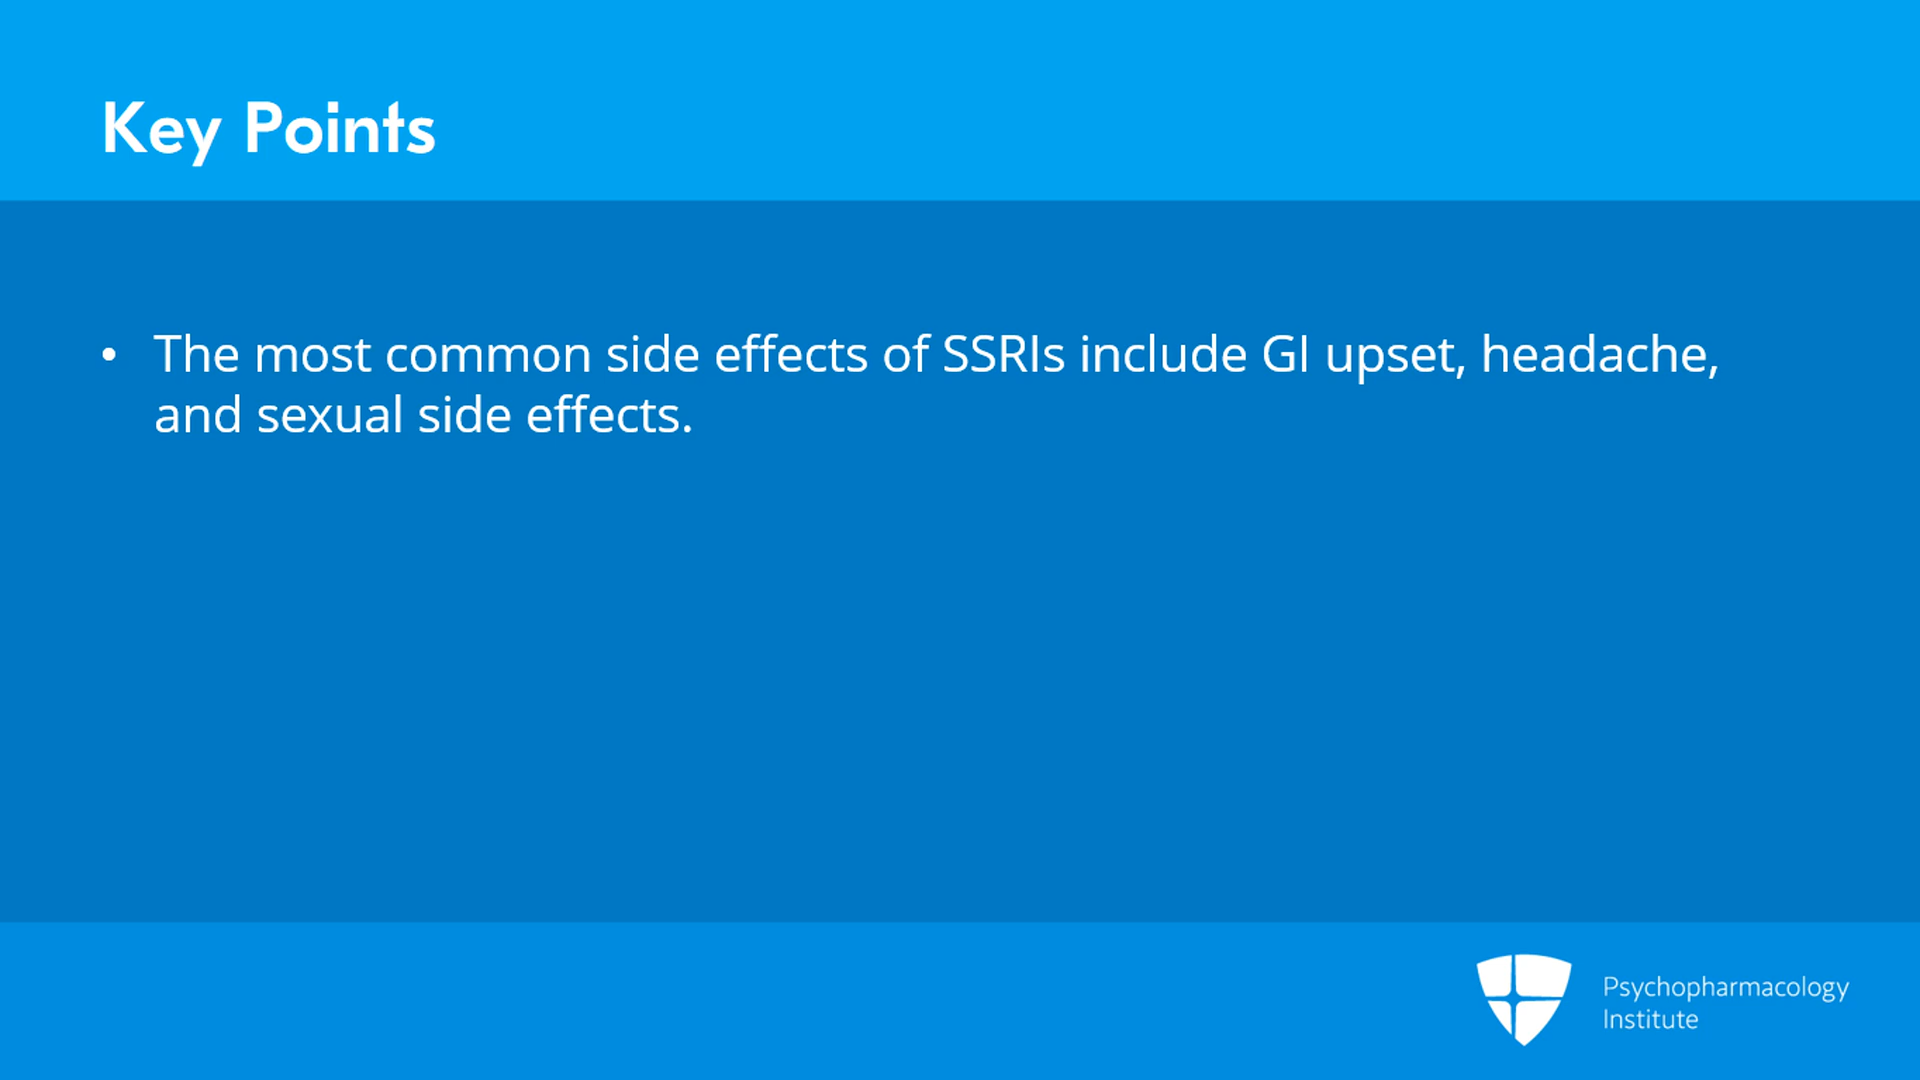 Key Points
• The most common side effects of SSRIs include GI upset, headache,
and sexual side effects.
Psychopharmacology
Institute